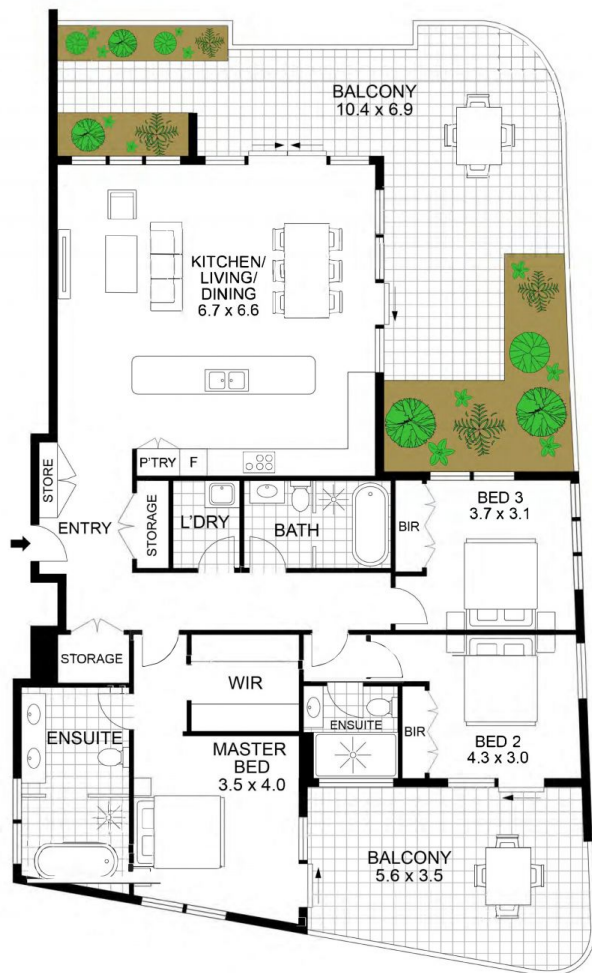 BALCONY
10.4 x 6.9
KITCHEN/
LIVING/
DINING
6.7 x 6.6
P'TRY
F
STORE
ENTRY
STORAGE
L'DRY
BATH
BIR
BED 3
3.7 x 3.1
STORAGE
WIR
ENSUITE
ENSUITE
BIR
BED 2
4.3 x 3.0
MASTER
BED
3.5 x 4.0
BALCONY
5.6 x 3.5